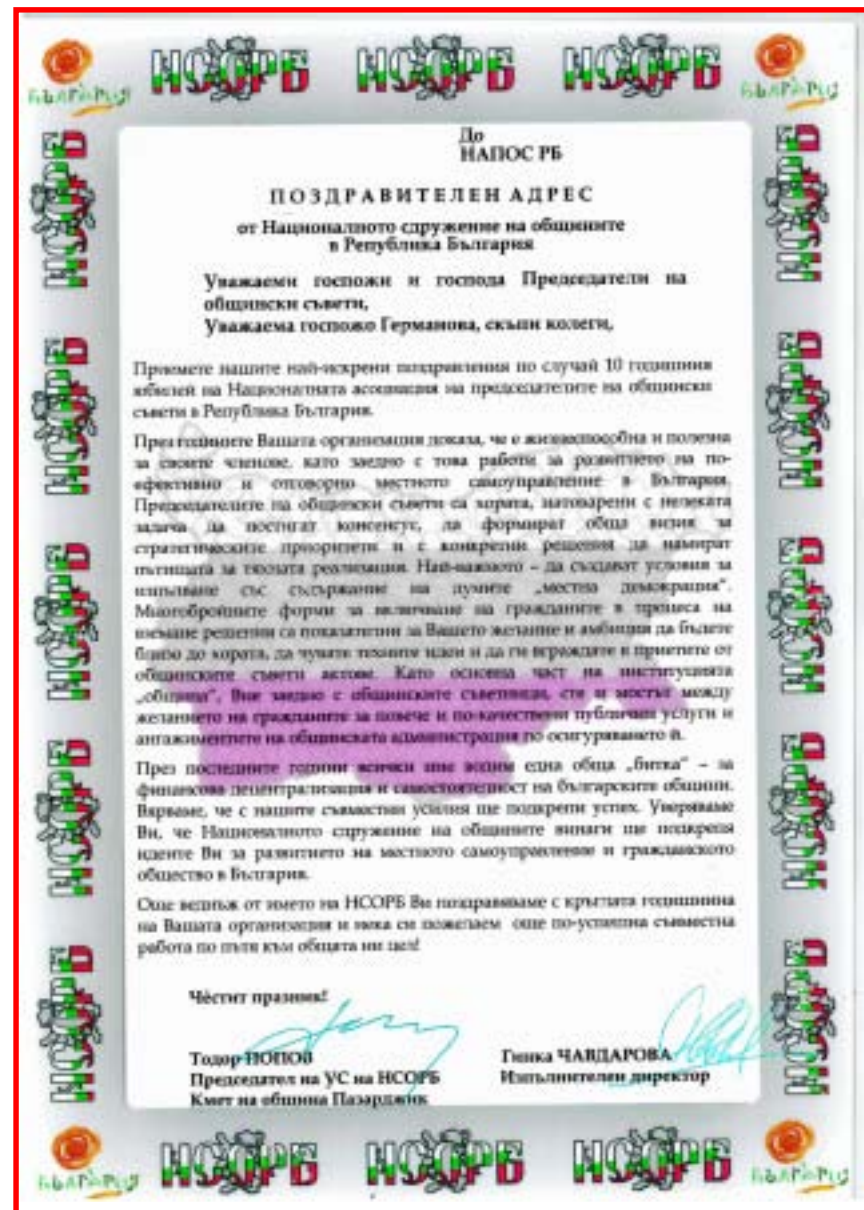 България НСОРБ НСОРБ НСОРБ България
До
НАПОС РБ
ПОЗДРАВИТЕЛЕН АДРЕС
от Националното сдружение на общините
в Република България
Уважаеми госпожи и господа Председатели на
общински съвети,
Уважаема госпожо Германова, скъпи колеги,
Приемете нашите най-искрени поздравления по случай 10 годишния
юбилей на Националната асоциация на председателите на общински
съвети в Република България.
През годините Вашата организация доказа, че е жизнеспособна и полезна
за своите членове, като заедно с това работи за развитието на по-
ефективно и отговорно местното самоуправление в България.
Председателите на общински съвети са хората, натоварени с нелеката
задача да постигат консенсус, да формират обща визия за
стратегическите приоритети и с конкретни решения да намират
пътищата за тяхната реализация. Най-важното – да създават условия за
изпълване със съдържание на думите „местна демокрация“.
Многобройните форми за включване на гражданите в процеса на
вземане решения са показателни за Вашето желание и амбиция да бъдете
близо до хората, да чувате техните идеи и да ги вграждате в приетите от
общинските съвети актове. Като основна част на институцията
„община“, Вие заедно с общинските съветници, сте и мостът между
желанието на гражданите за повече и по-качествени публични услуги и
ангажиментите на общинската администрация по осигуряването й.
През последните години всички ние водим една обща „битка“ – за
финансова децентрализация и самостоятелност на българските общини.
Вярваме, че с нашите съвместни усилия ще подкрепи успех. Уверяваме
Ви, че Националното сдружение на общините винаги ще подкрепя
идеите Ви за развитието на местното самоуправление и гражданското
общество в България.
Още веднъж от името на НСОРБ Ви поздравяваме с кръглата годишнина
на Вашата организация и нека си пожелаем още по-успешна съвместна
работа по пътя към общата ни цел!
Честит празник!
Тодор ПОПОВ
Председател на УС на НСОРБ
Кмет на община Пазарджик
Гинка ЧАВДАРОВА
Изпълнителен директор
България НСОРБ НСОРБ НСОРБ България